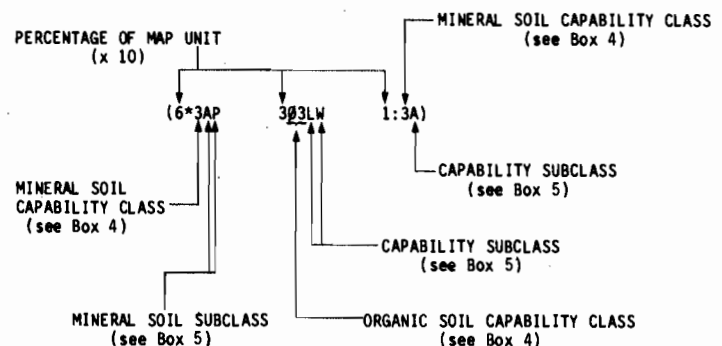 MINERAL SOIL CAPABILITY CLASS
(see Box 4)
PERCENTAGE OF MAP UNIT
(x 10)
(6*3AP 3Ø3LW 1:3A)
CAPABILITY SUBCLASS
(see Box 5)
MINERAL SOIL
CAPABILITY CLASS
(see Box 4)
CAPABILITY SUBCLASS
(see Box 5)
MINERAL SOIL SUBCLASS
(see Box 5)
ORGANIC SOIL CAPABILITY CLASS
(see Box 4)